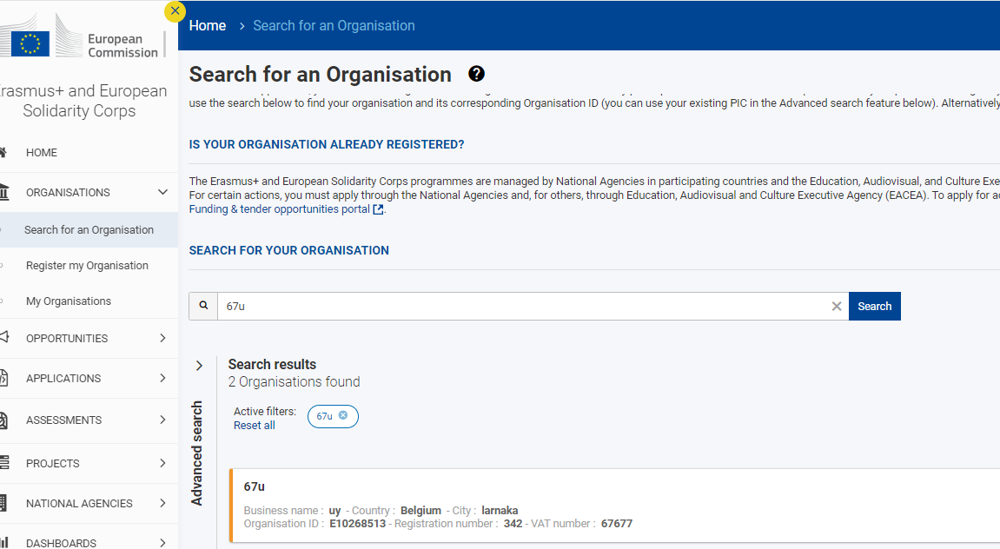 European
Commission
Erasmus+ and European
Solidarity Corps
HOME
ORGANISATIONS
Search for an Organisation
Register my Organisation
My Organisations
OPPORTUNITIES
APPLICATIONS
ASSESSMENTS
PROJECTS
NATIONAL AGENCIES
DASHBOARDS
Home > Search for an Organisation
Search for an Organisation ?
use the search below to find your organisation and its corresponding Organisation ID (you can use your existing PIC in the Advanced search feature below). Alternatively
IS YOUR ORGANISATION ALREADY REGISTERED?
The Erasmus+ and European Solidarity Corps programmes are managed by National Agencies in participating countries and the Education, Audiovisual, and Culture Exe
For certain actions, you must apply through the National Agencies and, for others, through Education, Audiovisual and Culture Executive Agency (EACEA). To apply for a
Funding & tender opportunities portal.
SEARCH FOR YOUR ORGANISATION
67u
Search
Advanced search
Search results
2 Organisations found
Active filters:
67u
Reset all
67u
Business name : uy - Country : Belgium - City : larnaka
Organisation ID : E10268513 - Registration number : 342 - VAT number : 67677